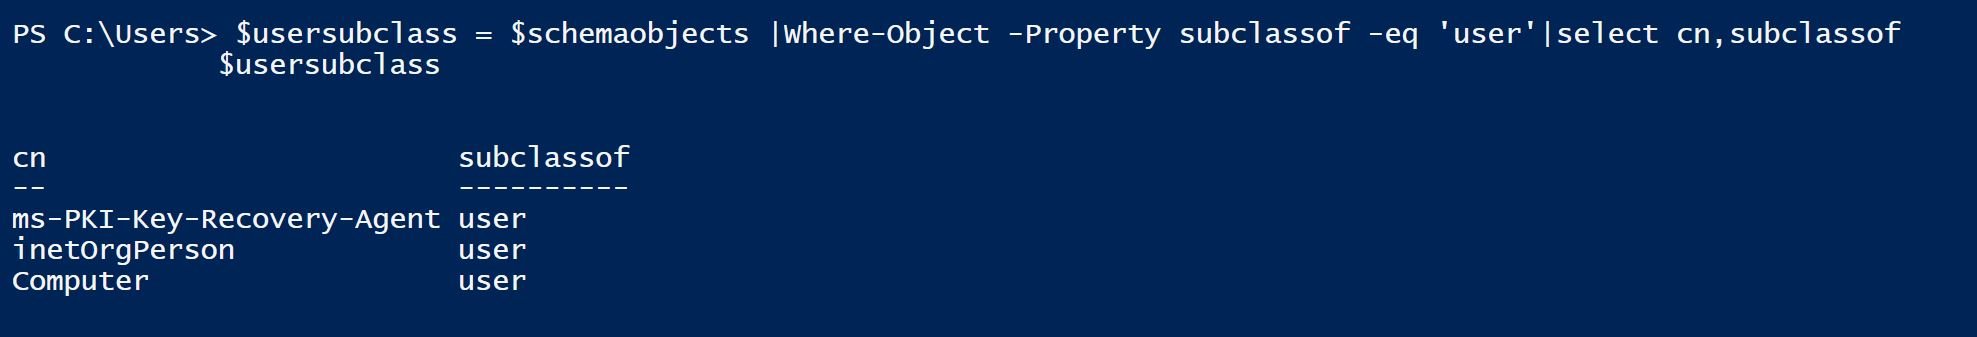 PS C:\Users> $usersubclass = $schemaobjects |Where-Object -Property subclassof -eq 'user'|select cn,subclassof
$usersubclass
cn subclassof
-- ----------
ms-PKI-Key-Recovery-Agent user
inetOrgPerson user
Computer user